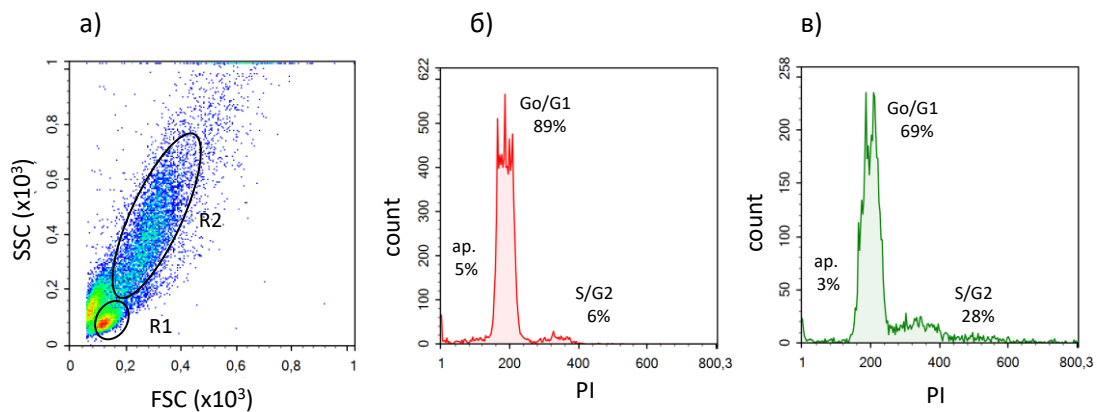 а)
SSC (x10³)
1
0,8
0,6
0.4
0.2
0
R2
R1
0
0,2
0,4
0,6
0,8
1
FSC (x10³)
б)
count
622
500
400
300
200
100
0
Go/G1
89%
ap.
5%
S/G2
6%
1
200
400
600
800,3
PI
в)
count
258
200
150
100
50
0
Go/G1
69%
ap.
3%
S/G2
28%
1
200
400
600
800,3
PI